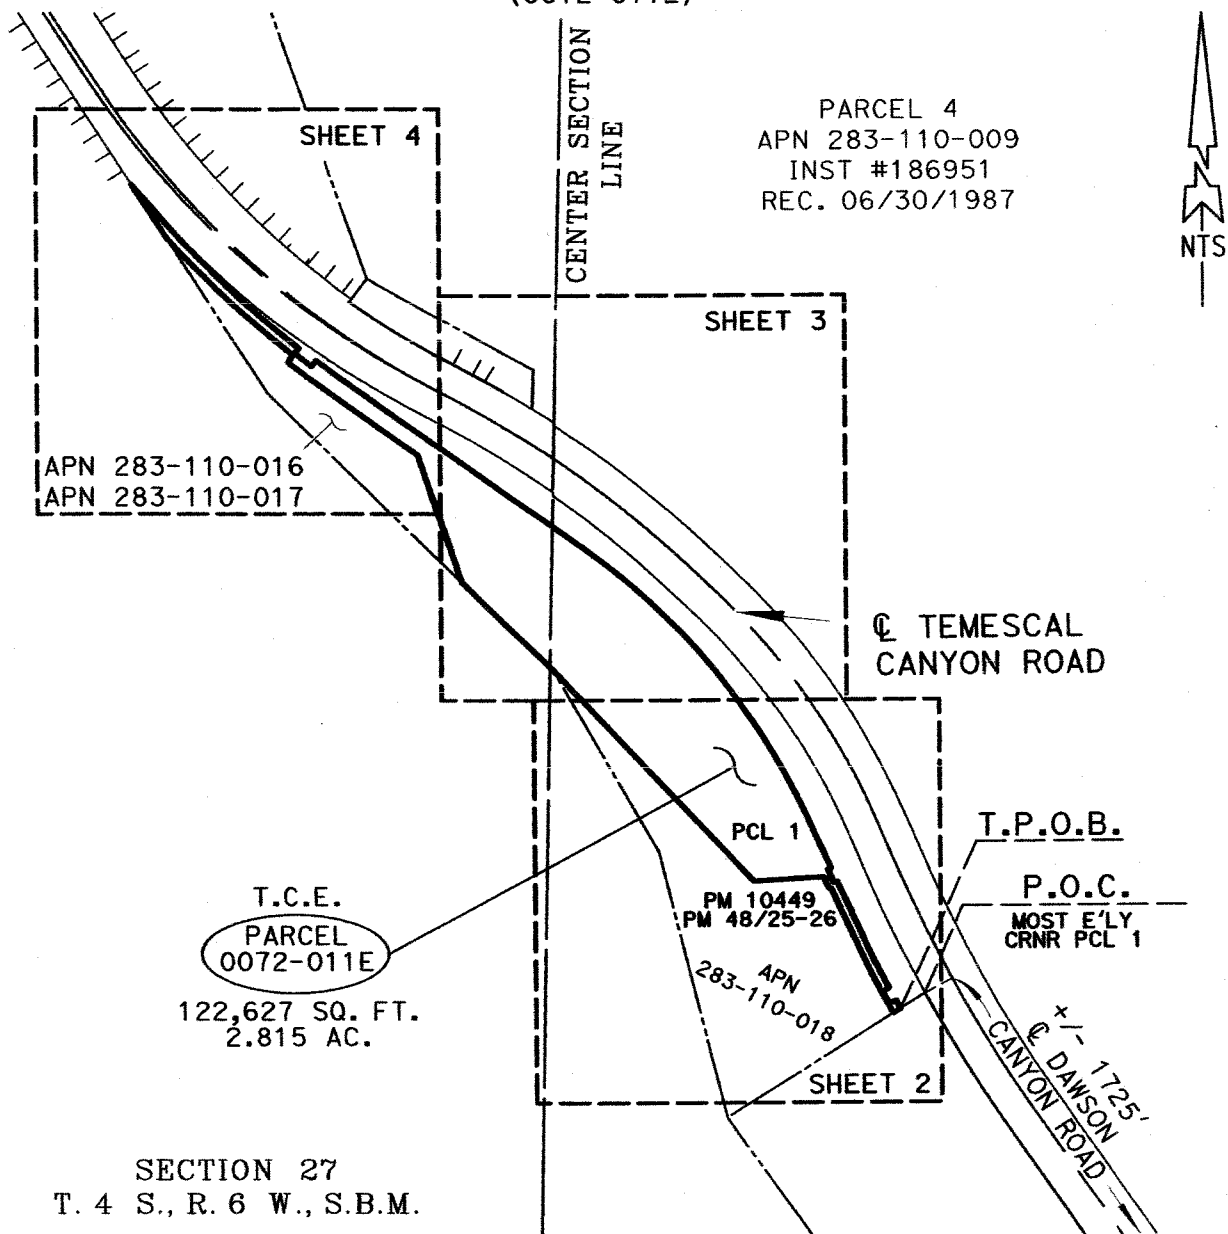 SHEET 4
CENTER SECTION
LINE
PARCEL 4
APN 283-110-009
INST #186951
REC. 06/30/1987
NTS
SHEET 3
APN 283-110-016
APN 283-110-017
℄ TEMESCAL
CANYON ROAD
T.P.O.B.
PCL 1
P.O.C.
MOST E'LY
CRNR PCL 1
PM 10449
PM 48/25-26
T.C.E.
PARCEL
0072-011E
122,627 SQ. FT.
2.815 AC.
APN
283-110-018
+/- 1725'
℄ DAWSON
CANYON ROAD
SHEET 2
SECTION 27
T. 4 S., R. 6 W., S.B.M.